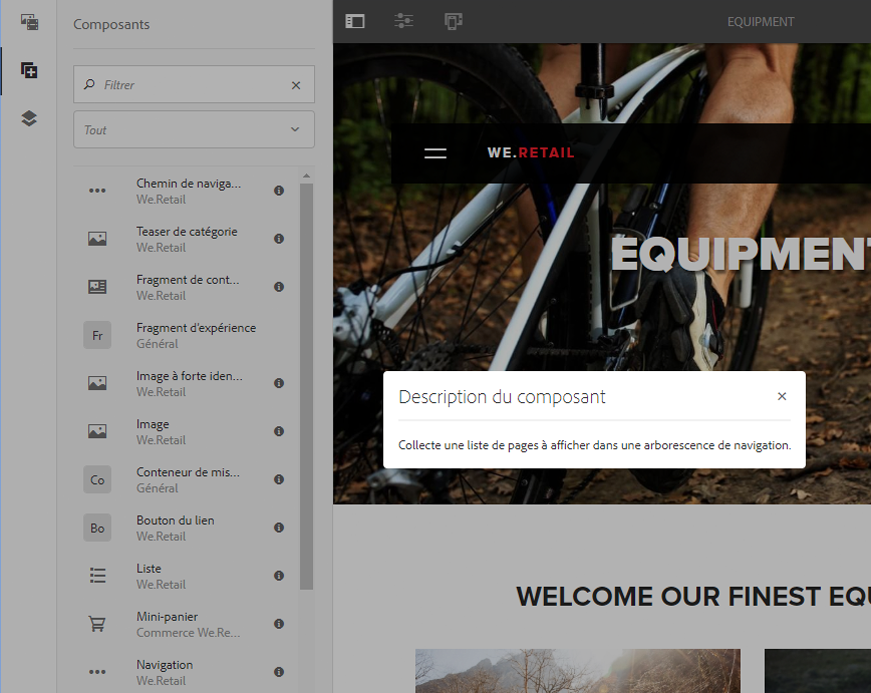 Composants
Filtrer
Tout
Chemin de naviga...
We.Retail
Teaser de catégorie
We.Retail
Fragment de cont...
We.Retail
Fr
Fragment d'expérience
Général
Image à forte iden...
We.Retail
Image
We.Retail
Co
Conteneur de mis...
Général
Bo
Bouton du lien
We.Retail
Liste
We.Retail
Mini-panier
Commerce We.Re...
Navigation
We.Retail
EQUIPMENT
WE.RETAIL
EQUIPMENT
Description du composant
Collecte une liste de pages à afficher dans une arborescence de navigation.
WELCOME OUR FINEST EQU